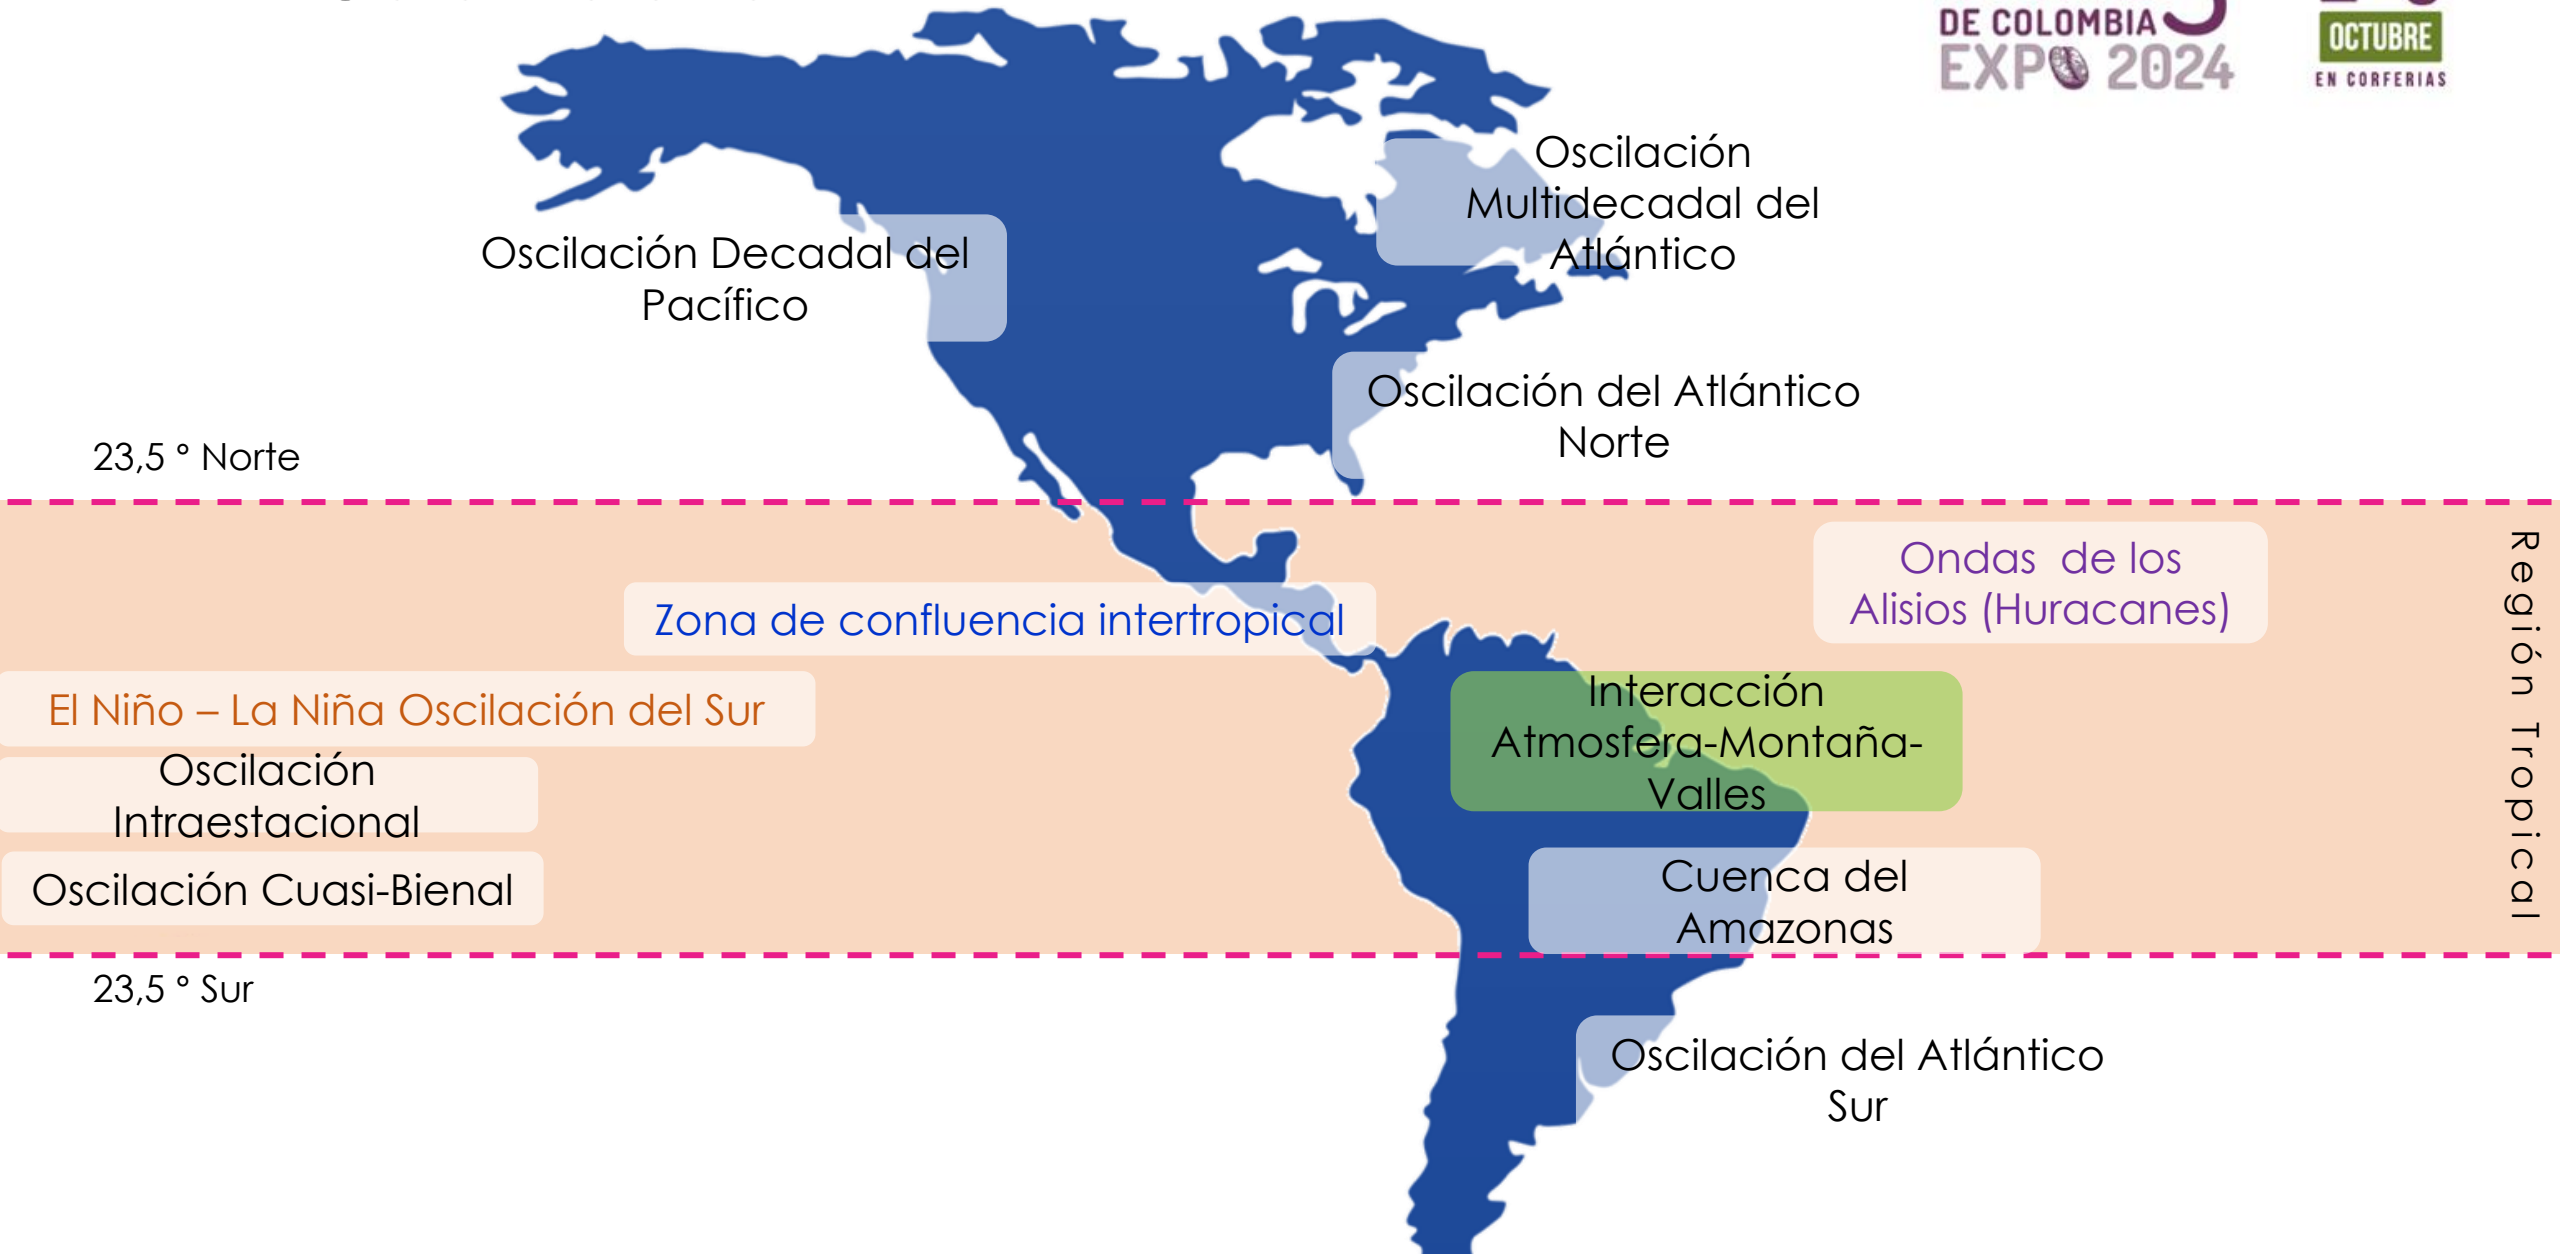 DE COLOMBIA
EXPO 2024
OCTUBRE
EN CORFERIAS
Oscilación
Multidecadal del
Atlántico
Oscilación Decadal del
Pacífico
Oscilación del Atlántico
Norte
23,5 ° Norte
Ondas de los
Alisios (Huracanes)
Zona de confluencia intertropical
El Niño – La Niña Oscilación del Sur
Interacción
Atmosfera-Montaña-
Valles
Oscilación
Intraestacional
Oscilación Cuasi-Bienal
Cuenca del
Amazonas
Región Tropical
23,5 ° Sur
Oscilación del Atlántico
Sur